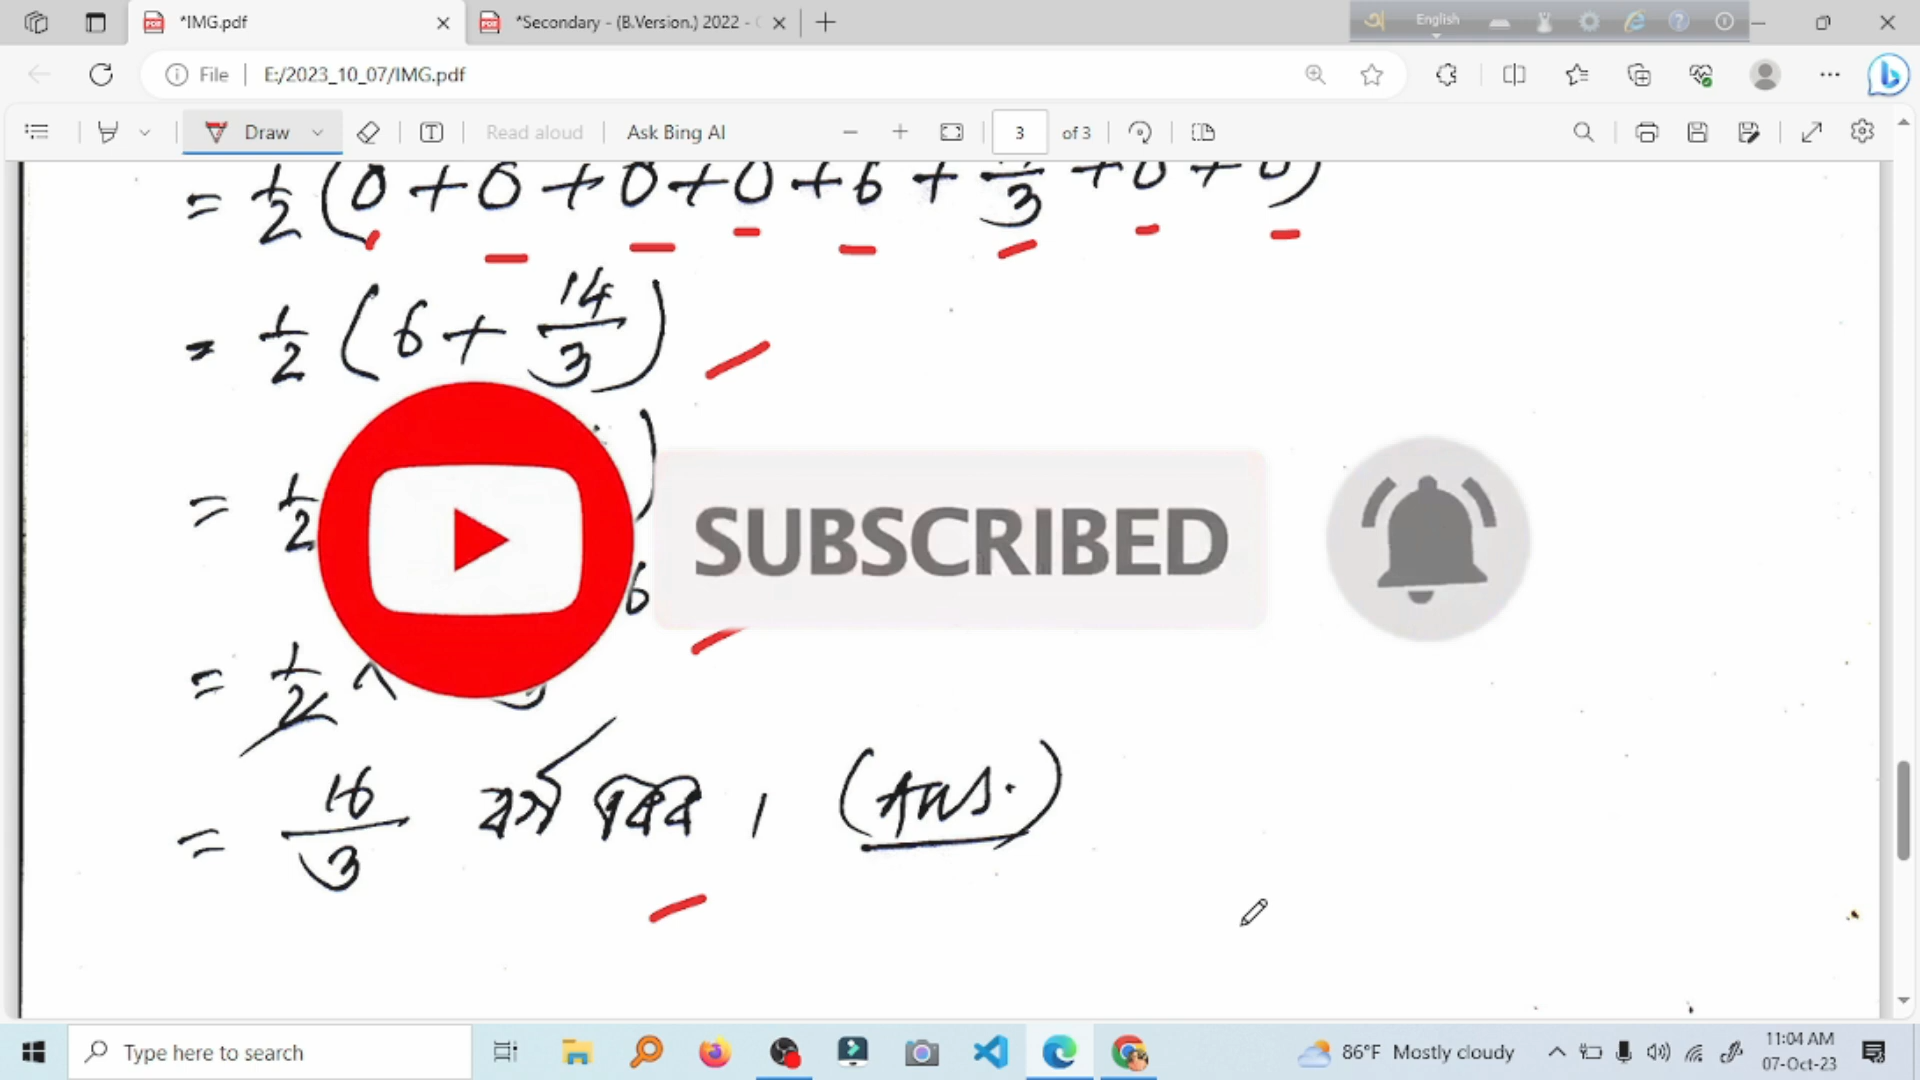 *IMG.pdf
*Secondary - (B.Version.) 2022 -
English
File
E:/2023_10_07/IMG.pdf
Draw
Read aloud
Ask Bing AI
3
of 3
= 1/2 (0 + 0 + 0 + 0 + 6 + /3 + 0 + 0)
= 1/2 (6 + 14/3)
= 1/2 )
SUBSCRIBED
6
= 1/2 ×
= 16/3 বর্গ একক । (Ans.)
Type here to search
86°F Mostly cloudy
11:04 AM
07-Oct-23